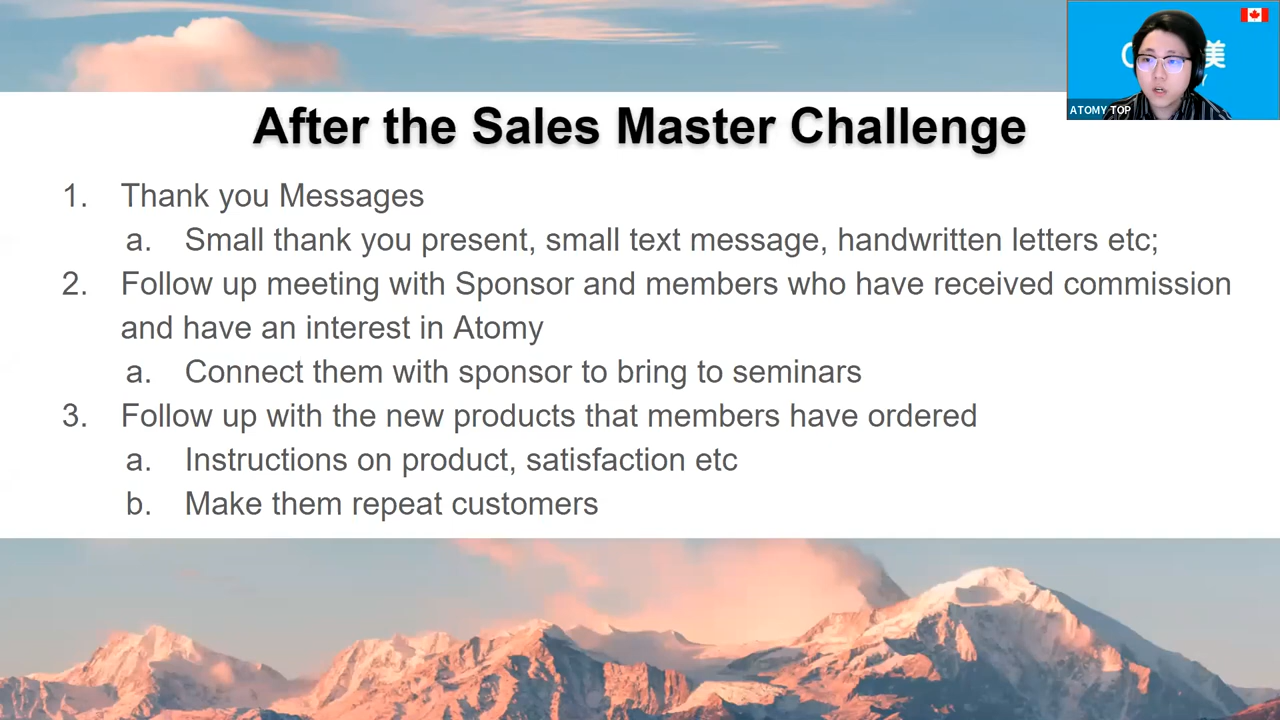 After the Sales Master Challenge
1. Thank you Messages
a. Small thank you present, small text message, handwritten letters etc;
2. Follow up meeting with Sponsor and members who have received commission
and have an interest in Atomy
a. Connect them with sponsor to bring to seminars
3. Follow up with the new products that members have ordered
a. Instructions on product, satisfaction etc
b. Make them repeat customers
美
ATOMY TOP